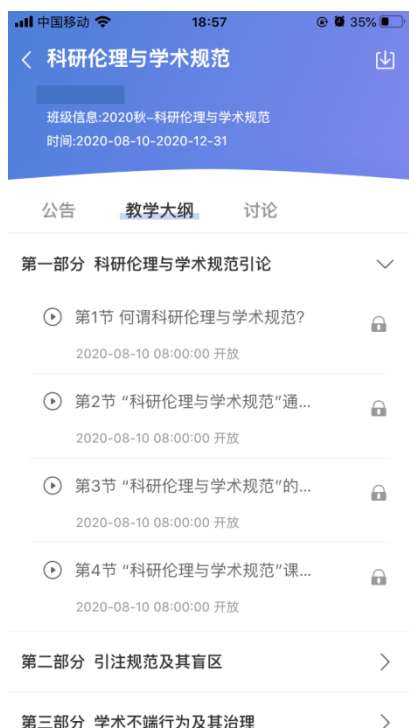 中国移动 18:57 35%
科研伦理与学术规范
班级信息:2020秋–科研伦理与学术规范
时间:2020-08-10-2020-12-31
公告 教学大纲 讨论
第一部分 科研伦理与学术规范引论
第1节 何谓科研伦理与学术规范?
2020-08-10 08:00:00 开放
第2节 “科研伦理与学术规范”通...
2020-08-10 08:00:00 开放
第3节 “科研伦理与学术规范”的...
2020-08-10 08:00:00 开放
第4节 “科研伦理与学术规范”课...
2020-08-10 08:00:00 开放
第二部分 引注规范及其盲区
第三部分 学术不端行为及其治理